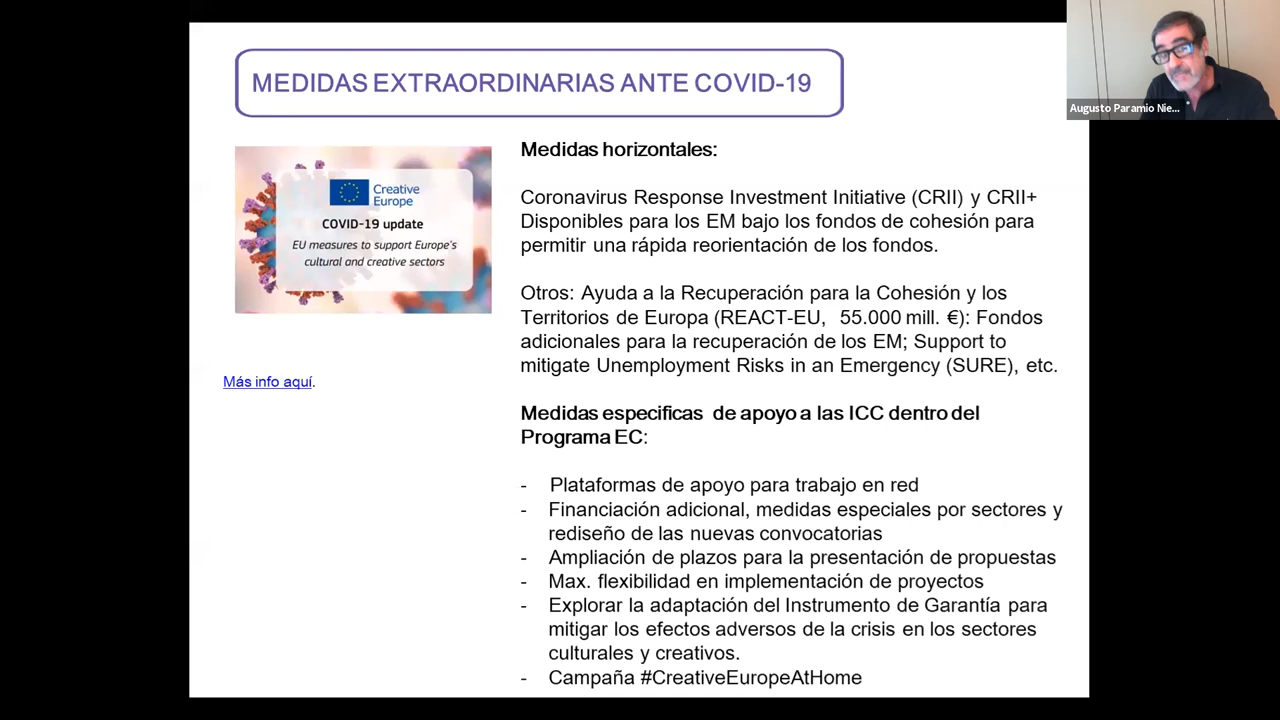 MEDIDAS EXTRAORDINARIAS ANTE COVID-19
Augusto Paramio Nie...
Creative
Europe
COVID-19 update
EU measures to support Europe's
cultural and creative sectors
Más info aquí.
Medidas horizontales:
Coronavirus Response Investment Initiative (CRII) y CRII+
Disponibles para los EM bajo los fondos de cohesión para
permitir una rápida reorientación de los fondos.
Otros: Ayuda a la Recuperación para la Cohesión y los
Territorios de Europa (REACT-EU, 55.000 mill. €): Fondos
adicionales para la recuperación de los EM; Support to
mitigate Unemployment Risks in an Emergency (SURE), etc.
Medidas especificas de apoyo a las ICC dentro del
Programa EC:
- Plataformas de apoyo para trabajo en red
- Financiación adicional, medidas especiales por sectores y
rediseño de las nuevas convocatorias
- Ampliación de plazos para la presentación de propuestas
- Max. flexibilidad en implementación de proyectos
- Explorar la adaptación del Instrumento de Garantía para
mitigar los efectos adversos de la crisis en los sectores
culturales y creativos.
- Campaña #CreativeEuropeAtHome